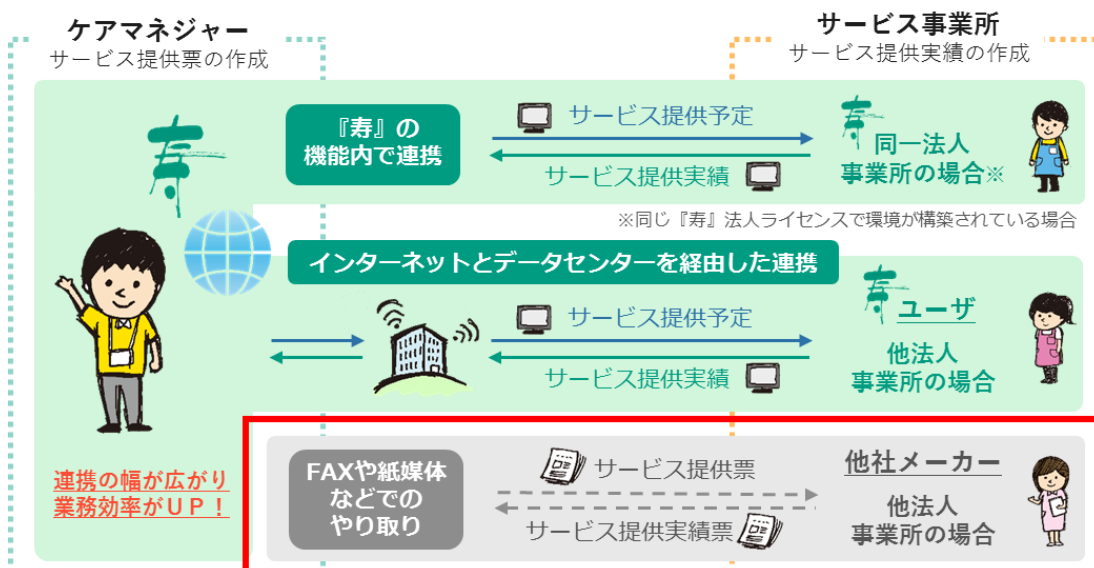 ケアマネジャー
サービス提供票の作成
サービス事業所
サービス提供実績の作成
寿
『寿』の
機能内で連携
サービス提供予定
サービス提供実績
寿
同一法人
事業所の場合※
※同じ『寿』法人ライセンスで環境が構築されている場合
インターネットとデータセンターを経由した連携
サービス提供予定
サービス提供実績
寿 ユーザ
他法人
事業所の場合
連携の幅が広がり
業務効率がUP！
FAXや紙媒体
などでの
やり取り
サービス提供票
サービス提供実績票
他社メーカー
他法人
事業所の場合